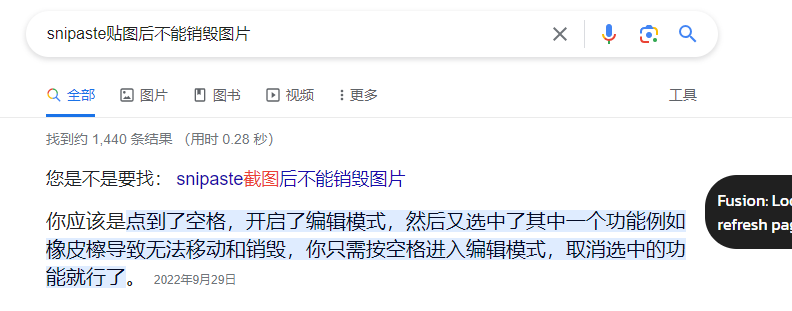 snipaste贴图后不能销毁图片
全部 图片 图书 视频 更多 工具
找到约 1,440 条结果 （用时 0.28 秒）
您是不是要找： snipaste截图后不能销毁图片
你应该是点到了空格，开启了编辑模式，然后又选中了其中一个功能例如
橡皮檫导致无法移动和销毁，你只需按空格进入编辑模式，取消选中的功
能就行了。 2022年9月29日
Fusion: Loc
refresh pag